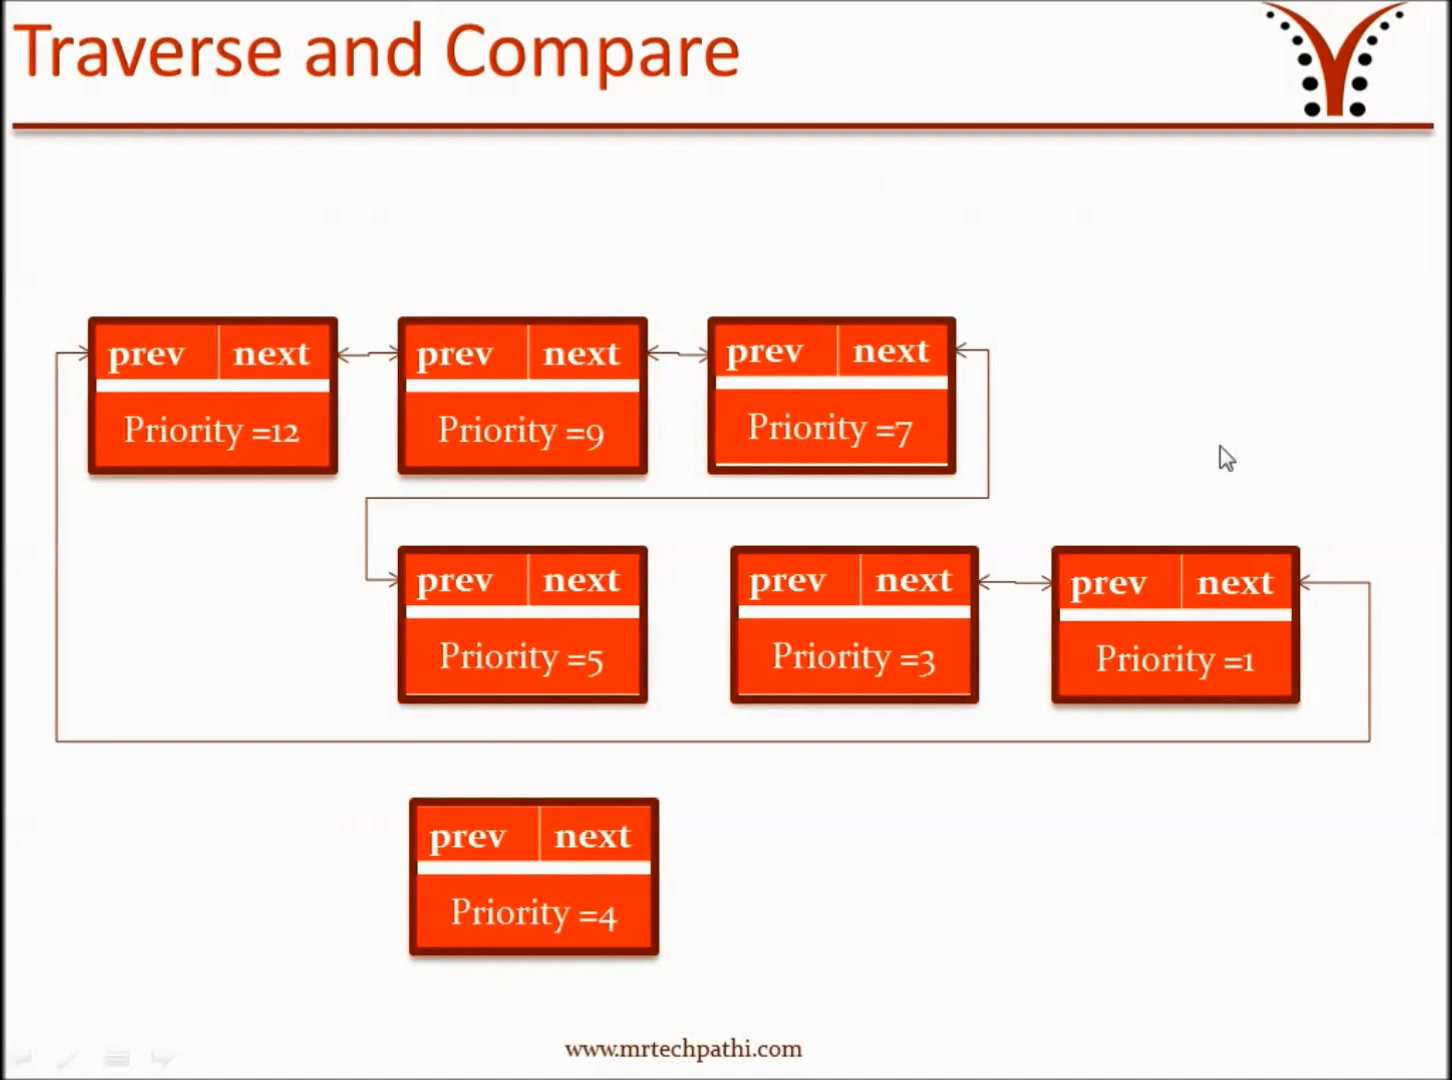 Traverse and Compare
prev next prev next prev next
Priority =12 Priority =9 Priority =7
prev next prev next prev next
Priority =5 Priority =3 Priority =1
prev next
Priority =4
www.mrtechpathi.com